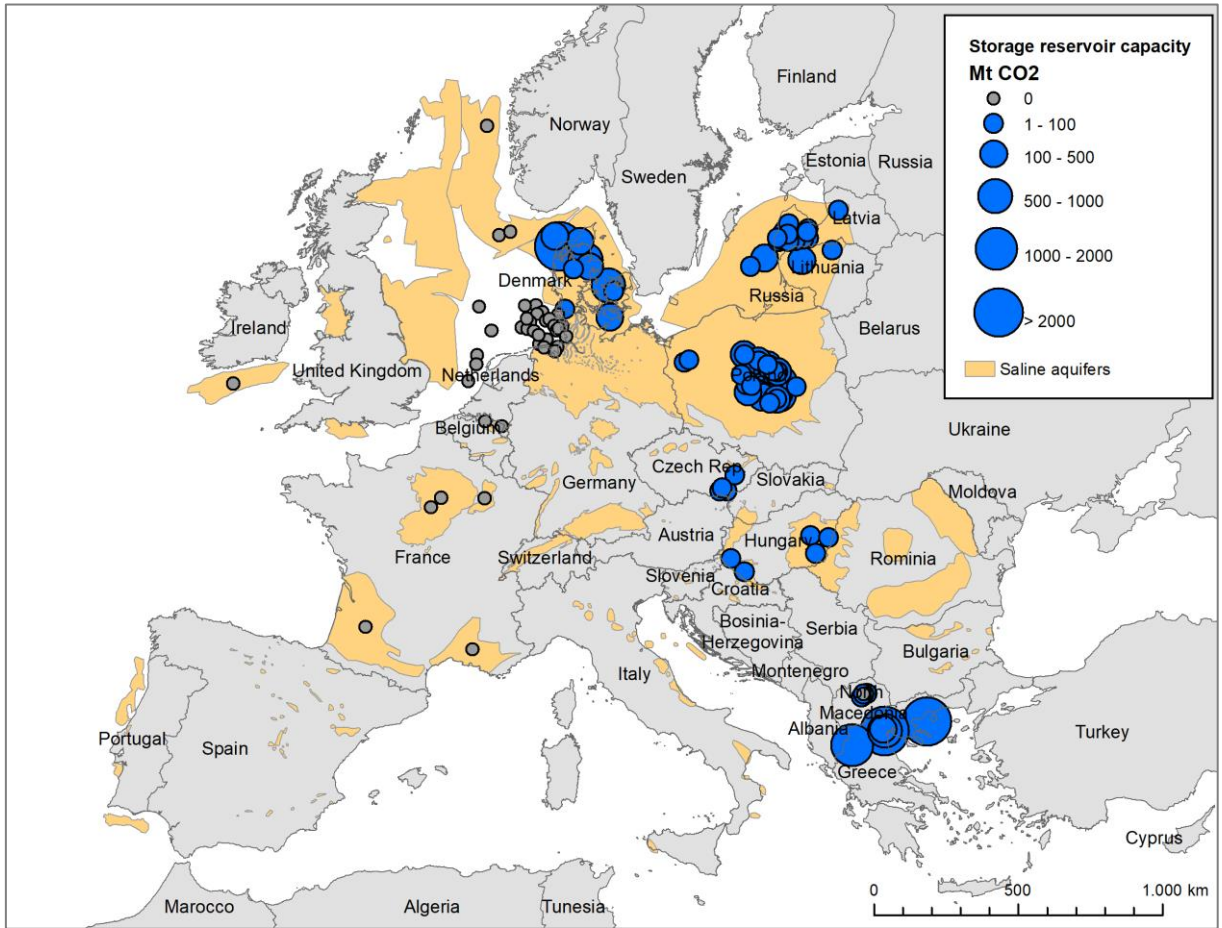 Storage reservoir capacity
Mt CO2
0
1 - 100
100 - 500
500 - 1000
1000 - 2000
> 2000
Saline aquifers
Finland
Norway
Sweden
Estonia
Russia
Latvia
Denmark
Lithuania
Russia
Ireland
Belarus
United Kingdom
Netherlands
Poland
Belgium
Ukraine
Czech Rep.
Germany
Slovakia
Moldova
Austria
Hungary
France
Switzerland
Rominia
Slovenia
Croatia
Bosinia-
Herzegovina
Serbia
Bulgaria
Italy
Montenegro
North
Macedonia
Albania
Portugal
Spain
Turkey
Greece
Cyprus
0
500
1.000 km
Marocco
Algeria
Tunesia